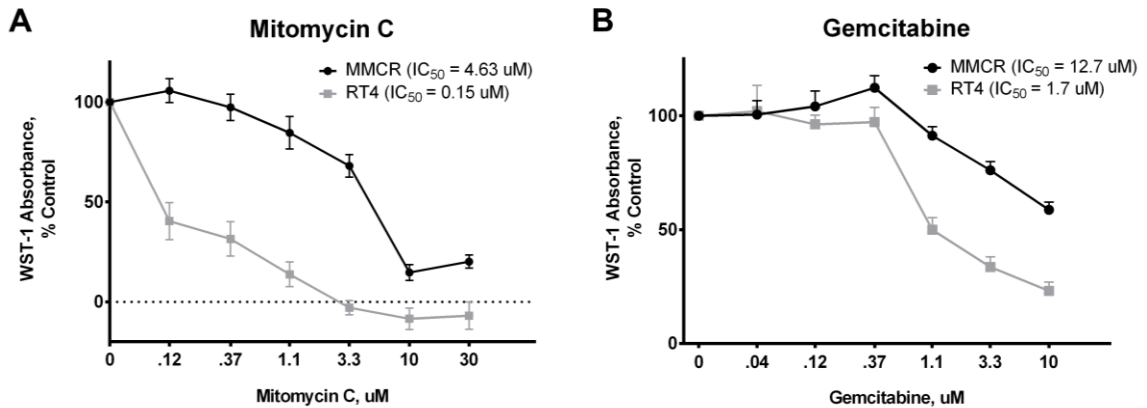 A
Mitomycin C
MMCR (IC50 = 4.63 uM)
RT4 (IC50 = 0.15 uM)
WST-1 Absorbance,
% Control
100
50
0
0 .12 .37 1.1 3.3 10 30
Mitomycin C, uM
B
Gemcitabine
MMCR (IC50 = 12.7 uM)
RT4 (IC50 = 1.7 uM)
WST-1 Absorbance,
% Control
100
50
0
0 .04 .12 .37 1.1 3.3 10
Gemcitabine, uM